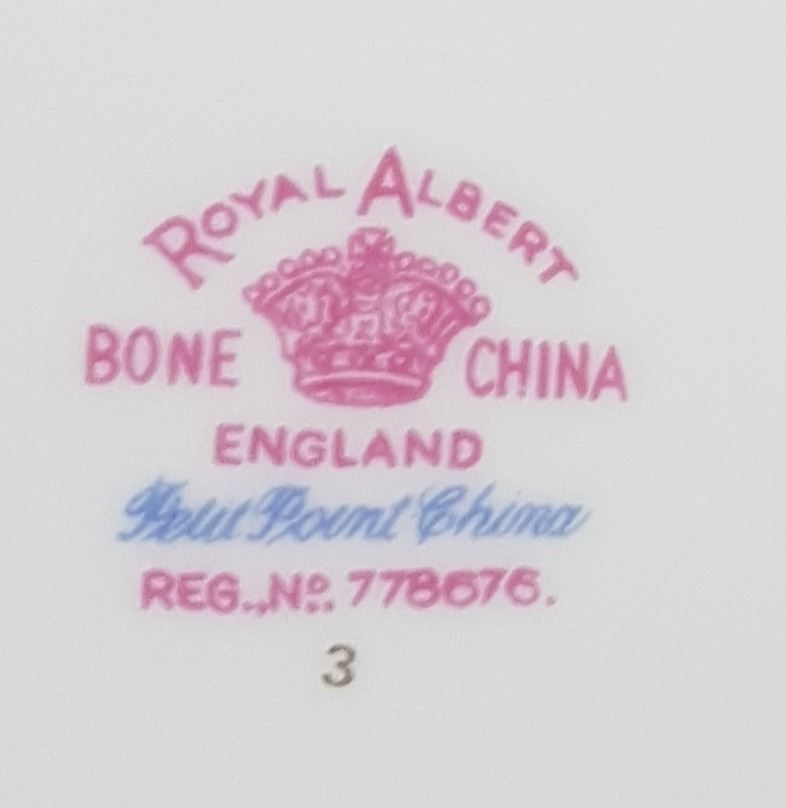 ROYAL ALBERT
BONE CHINA
ENGLAND
Petit Point China
REG., No. 778676.
3